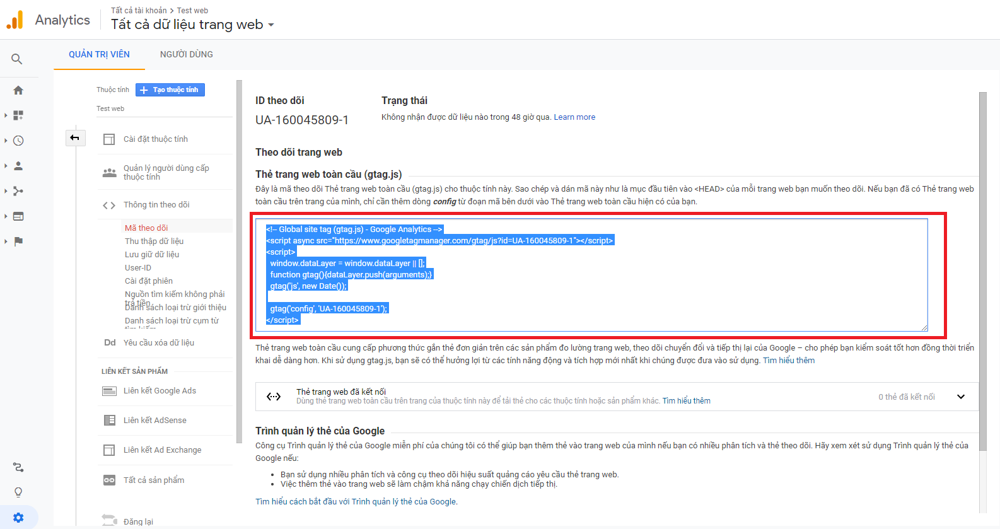 Analytics
Tất cả tài khoản > Test web
Tất cả dữ liệu trang web
QUẢN TRỊ VIÊN
NGƯỜI DÙNG
Thuộc tính
+ Tạo thuộc tính
Test web
Cài đặt thuộc tính
Quản lý người dùng cấp
thuộc tính
Thông tin theo dõi
Mã theo dõi
Thu thập dữ liệu
Lưu giữ dữ liệu
User-ID
Cài đặt phiên
Nguồn tìm kiếm không phải
trả tiền
Danh sách loại trừ giới thiệu
Danh sách loại trừ cụm từ
tìm kiếm
Dd Yêu cầu xóa dữ liệu
LIÊN KẾT SẢN PHẨM
Liên kết Google Ads
Liên kết AdSense
Liên kết Ad Exchange
Tất cả sản phẩm
Đăng lại
ID theo dõi
UA-160045809-1
Trạng thái
Không nhận được dữ liệu nào trong 48 giờ qua. Learn more
Theo dõi trang web
Thẻ trang web toàn cầu (gtag.js)
Đây là mã theo dõi Thẻ trang web toàn cầu (gtag.js) cho thuộc tính này. Sao chép và dán mã này như là mục đầu tiên vào <HEAD> của mỗi trang web bạn muốn theo dõi. Nếu bạn đã có Thẻ trang web
toàn cầu trên trang của mình, chỉ cần thêm dòng config từ đoạn mã bên dưới vào Thẻ trang web toàn cầu hiện có của bạn.
<!-- Global site tag (gtag.js) - Google Analytics -->
<script async src="https://www.googletagmanager.com/gtag/js?id=UA-160045809-1"></script>
<script>
window.dataLayer = window.dataLayer || [];
function gtag(){dataLayer.push(arguments);}
gtag('js', new Date());
gtag('config', 'UA-160045809-1');
</script>
Thẻ trang web toàn cầu cung cấp phương thức gắn thẻ đơn giản trên các sản phẩm đo lường trang web, theo dõi chuyển đổi và tiếp thị lại của Google – cho phép bạn kiểm soát tốt hơn đồng thời triển
khai dễ dàng hơn. Khi sử dụng gtag.js, bạn sẽ có thể hưởng lợi từ các tính năng động và tích hợp mới nhất khi chúng được đưa vào sử dụng. Tìm hiểu thêm
Thẻ trang web đã kết nối
Dùng thẻ trang web toàn cầu trên trang của thuộc tính này để tải thẻ cho các thuộc tính hoặc sản phẩm khác. Tìm hiểu thêm
0 thẻ đã kết nối
Trình quản lý thẻ của Google
Công cụ Trình quản lý thẻ của Google miễn phí của chúng tôi có thể giúp bạn thêm thẻ vào trang web của mình nếu bạn có nhiều phân tích và thẻ theo dõi. Hãy xem xét sử dụng Trình quản lý thẻ của
Google nếu:
• Bạn sử dụng nhiều phân tích và công cụ theo dõi hiệu suất quảng cáo yêu cầu thẻ trang web.
• Việc thêm thẻ vào trang web sẽ làm chậm khả năng chạy chiến dịch tiếp thị.
Tìm hiểu cách bắt đầu với Trình quản lý thẻ của Google.